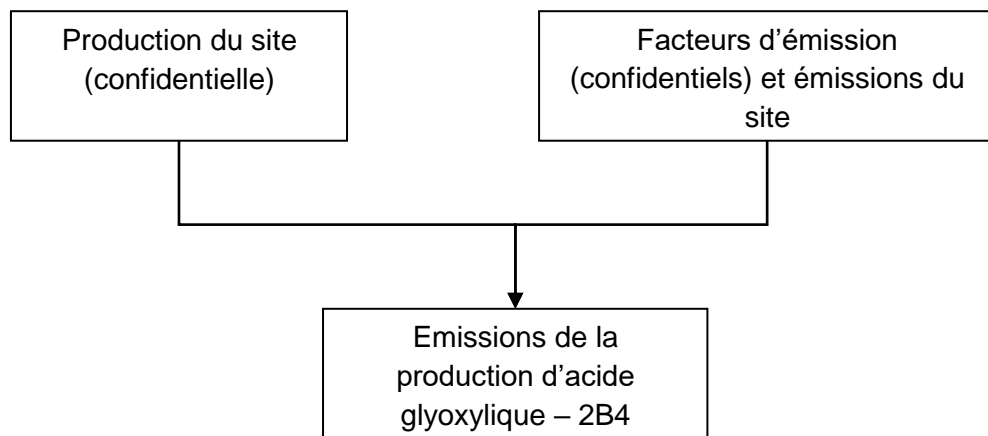 Production du site
(confidentielle)
Facteurs d’émission
(confidentiels) et émissions du
site
Emissions de la
production d’acide
glyoxylique – 2B4